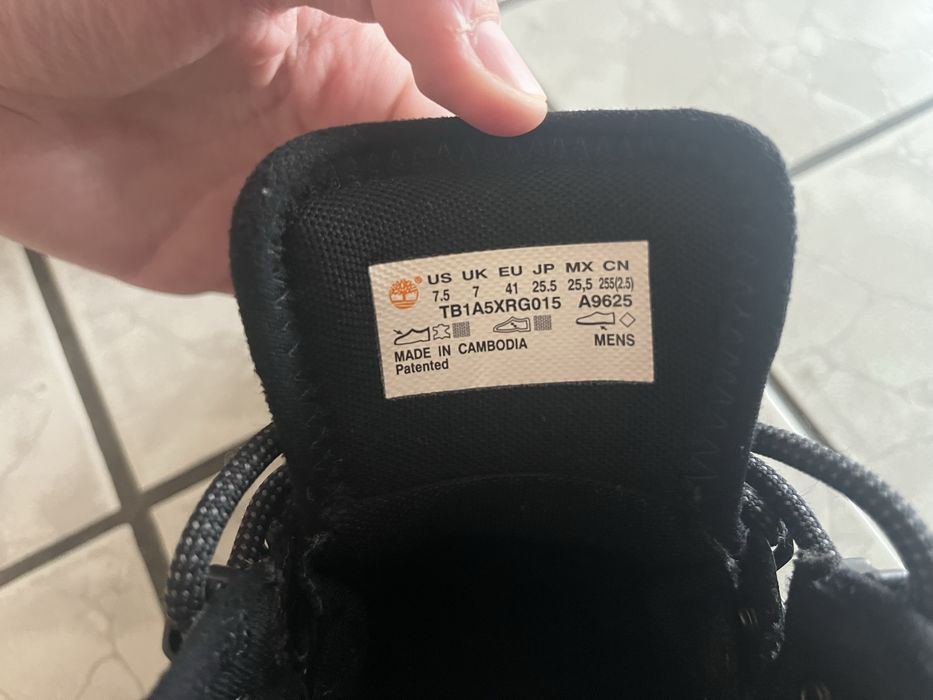 US UK EU JP MX CN
7.5 7 41 25.5 25,5 255(2.5)
TB1A5XRG015 A9625
MADE IN CAMBODIA MENS
Patented